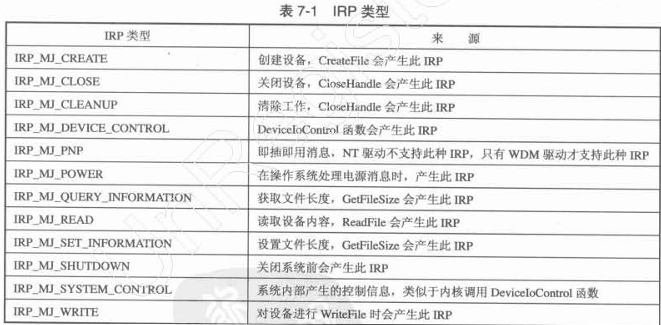 表 7-1 IRP 类型
IRP 类型 来 源
IRP_MJ_CREATE 创建设备，CreateFile 会产生此 IRP
IRP_MJ_CLOSE 关闭设备，CloseHandle 会产生此 IRP
IRP_MJ_CLEANUP 清除工作，CloseHandle 会产生此 IRP
IRP_MJ_DEVICE_CONTROL DeviceIoControl 函数会产生此 IRP
IRP_MJ_PNP 即插即用消息，NT 驱动不支持此种 IRP，只有 WDM 驱动才支持此种 IRP
IRP_MJ_POWER 在操作系统处理电源消息时，产生此 IRP
IRP_MJ_QUERY_INFORMATION 获取文件长度，GetFileSize 会产生此 IRP
IRP_MJ_READ 读取设备内容，ReadFile 会产生此 IRP
IRP_MJ_SET_INFORMATION 设置文件长度，GetFileSize 会产生此 IRP
IRP_MJ_SHUTDOWN 关闭系统前会产生此 IRP
IRP_MJ_SYSTEM_CONTROL 系统内部产生的控制信息，类似于内核调用 DeviceIoControl 函数
IRP_MJ_WRITE 对设备进行 WriteFile 时会产生此 IRP